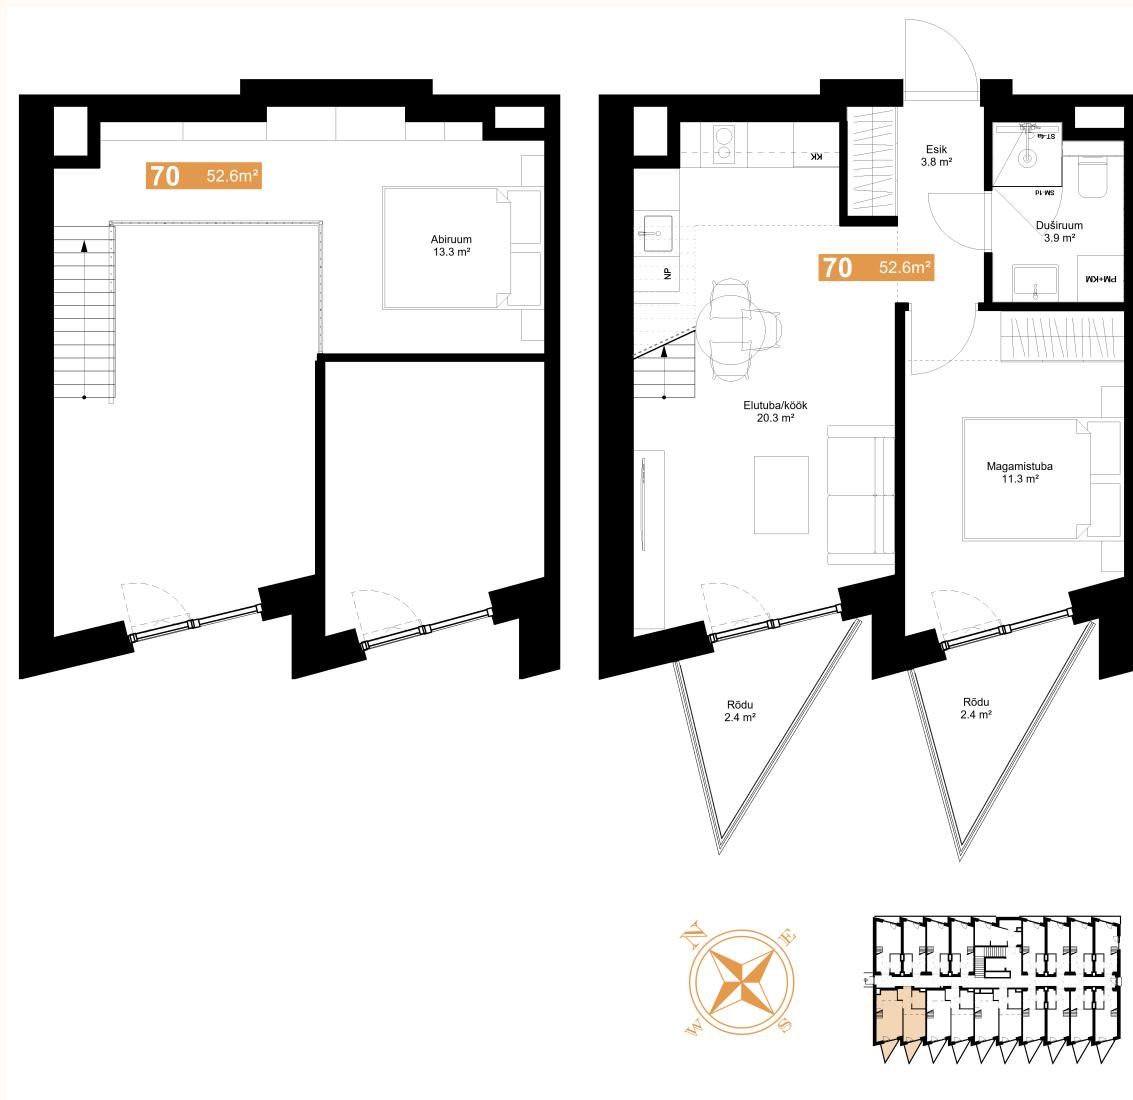 70 52.6m²
Abiruum
13.3 m²
KK
Esik
3.8 m²
ST-4a
SM-1d
Duširuum
3.9 m²
70 52.6m²
NP
PM+KM
Elutuba/köök
20.3 m²
Magamistuba
11.3 m²
Rõdu
2.4 m²
Rõdu
2.4 m²
N
E
W
S